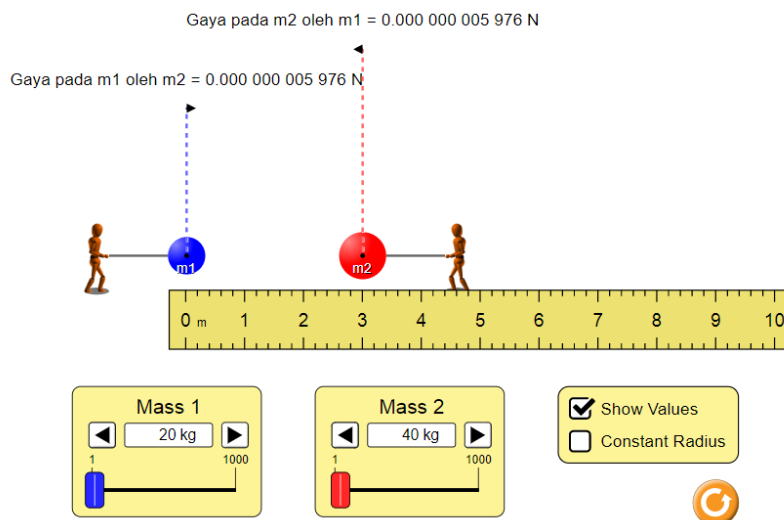 Gaya pada m2 oleh m1 = 0.000 000 005 976 N
Gaya pada m1 oleh m2 = 0.000 000 005 976 N
m1
m2
0 m 1 2 3 4 5 6 7 8 9 10
Mass 1
20 kg
1 1000
Mass 2
40 kg
1 1000
Show Values
Constant Radius